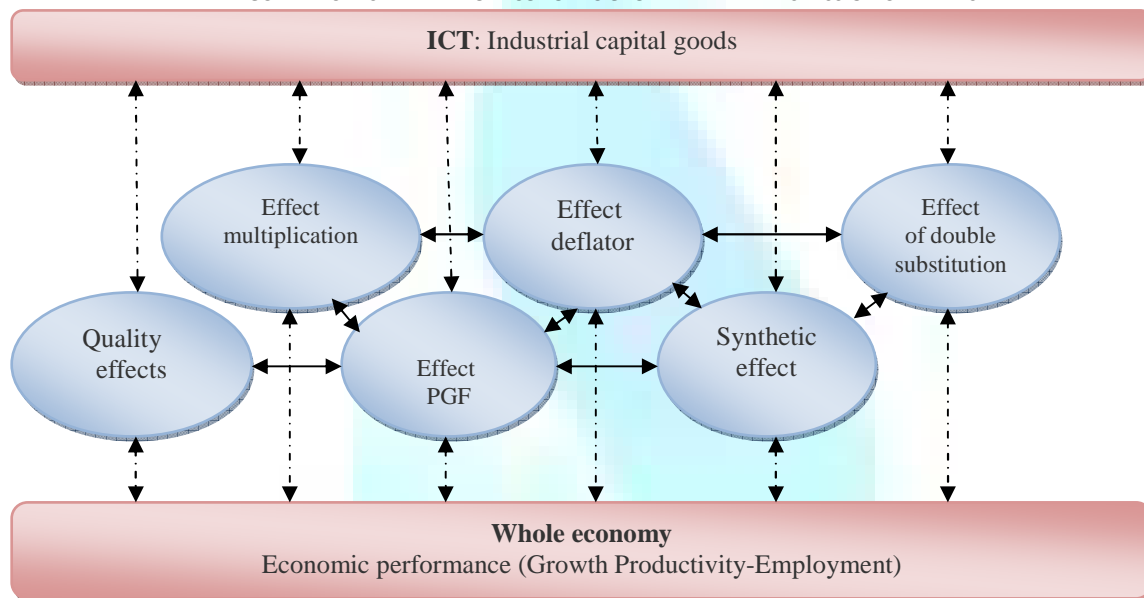 ICT: Industrial capital goods
Effect
multiplication
Effect
deflator
Effect
of double
substitution
Quality
effects
Effect
PGF
Synthetic
effect
Whole economy
Economic performance (Growth Productivity-Employment)